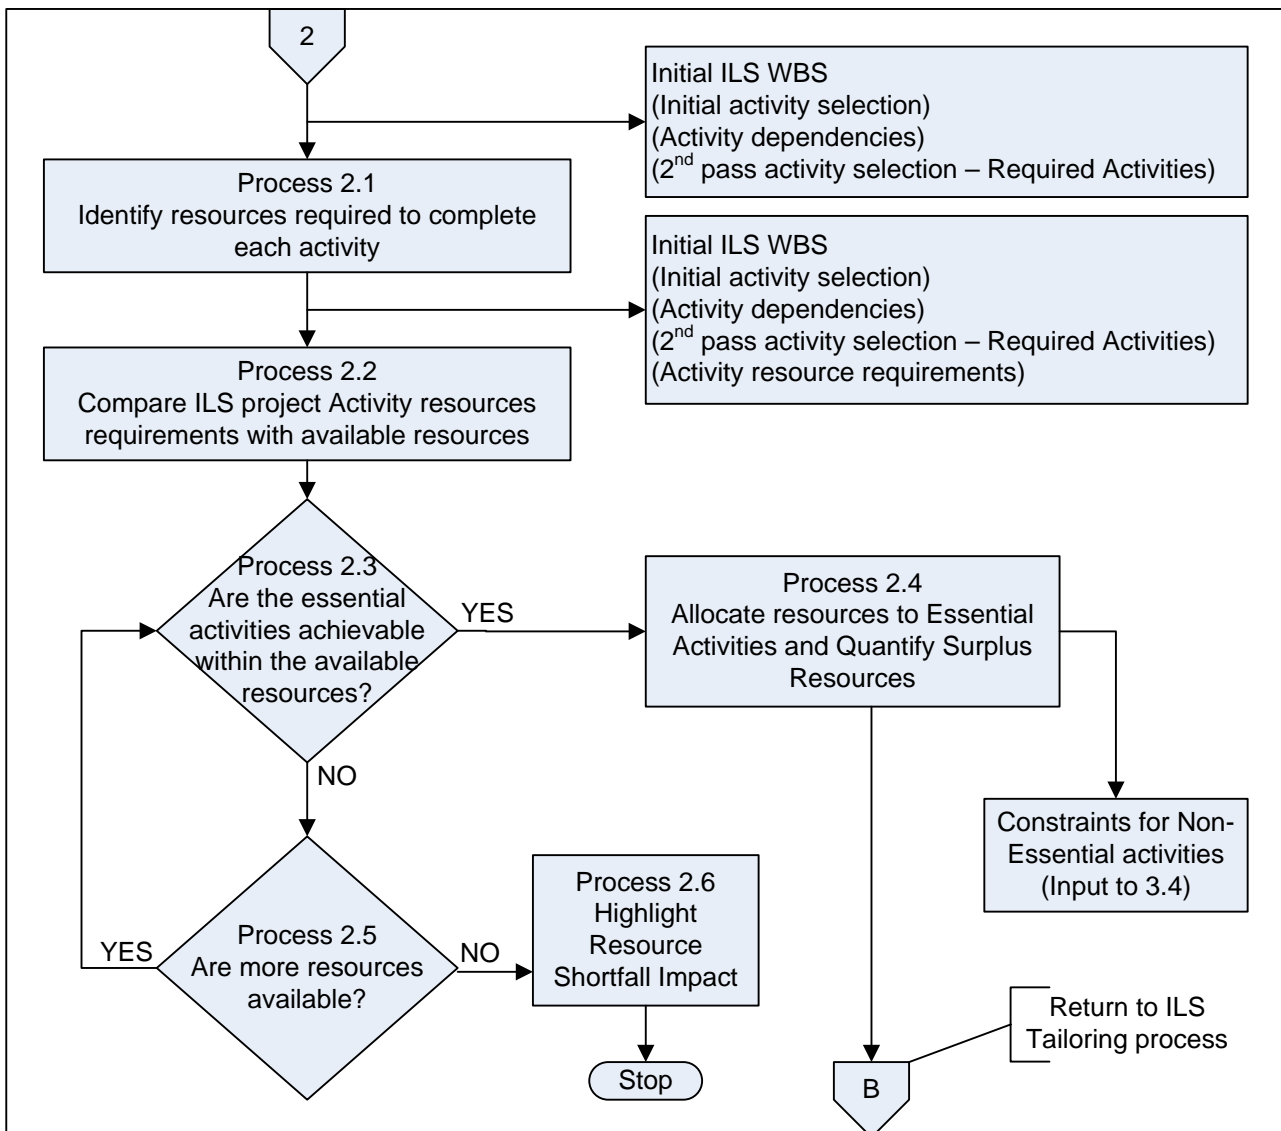 2
Initial ILS WBS
(Initial activity selection)
(Activity dependencies)
(2nd pass activity selection – Required Activities)
Process 2.1
Identify resources required to complete
each activity
Initial ILS WBS
(Initial activity selection)
(Activity dependencies)
(2nd pass activity selection – Required Activities)
(Activity resource requirements)
Process 2.2
Compare ILS project Activity resources
requirements with available resources
Process 2.3
Are the essential
activities achievable
within the available
resources?
YES
NO
Process 2.4
Allocate resources to Essential
Activities and Quantify Surplus
Resources
Constraints for Non-
Essential activities
(Input to 3.4)
Process 2.5
Are more resources
available?
YES
NO
Process 2.6
Highlight
Resource
Shortfall Impact
Stop
Return to ILS
Tailoring process
B